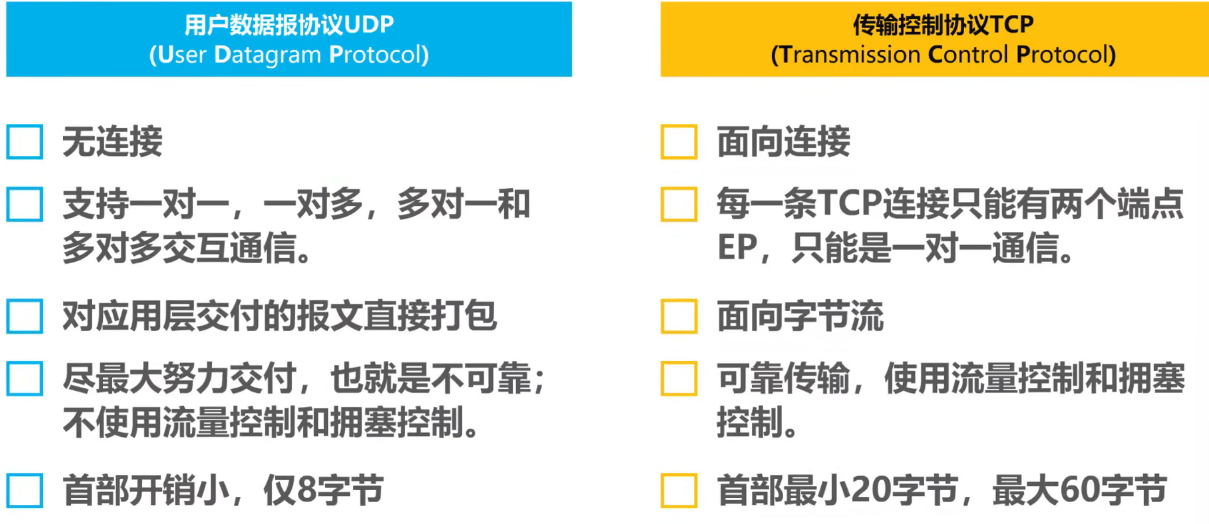 用户数据报协议UDP
(User Datagram Protocol)
无连接
支持一对一，一对多，多对一和
多对多交互通信。
对应用层交付的报文直接打包
尽最大努力交付，也就是不可靠；
不使用流量控制和拥塞控制。
首部开销小，仅8字节
传输控制协议TCP
(Transmission Control Protocol)
面向连接
每一条TCP连接只能有两个端点
EP，只能是一对一通信。
面向字节流
可靠传输，使用流量控制和拥塞
控制。
首部最小20字节，最大60字节